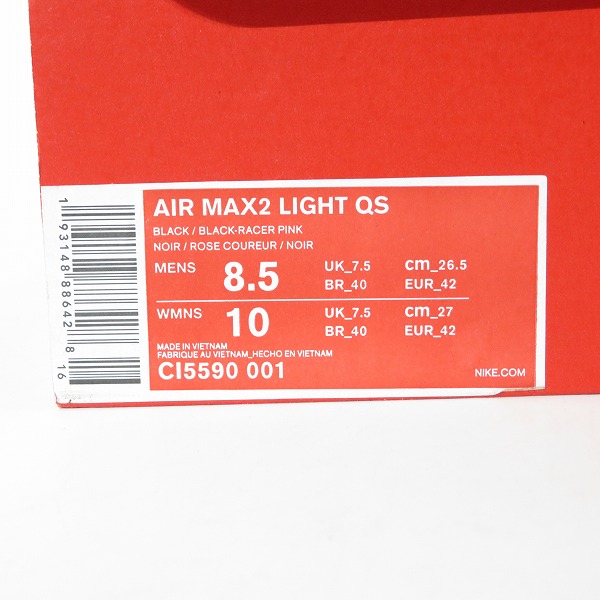 AIR MAX2 LIGHT QS
BLACK / BLACK-RACER PINK
NOIR / ROSE COUREUR / NOIR
MENS 8.5 UK_7.5 cm_26.5
BR_40 EUR_42
WMNS 10 UK_7.5 cm_27
BR_40 EUR_42
MADE IN VIETNAM
FABRIQUE AU VIETNAM_HECHO EN VIETNAM
CI5590 001
NIKE.COM
1 93148 88642 8 16